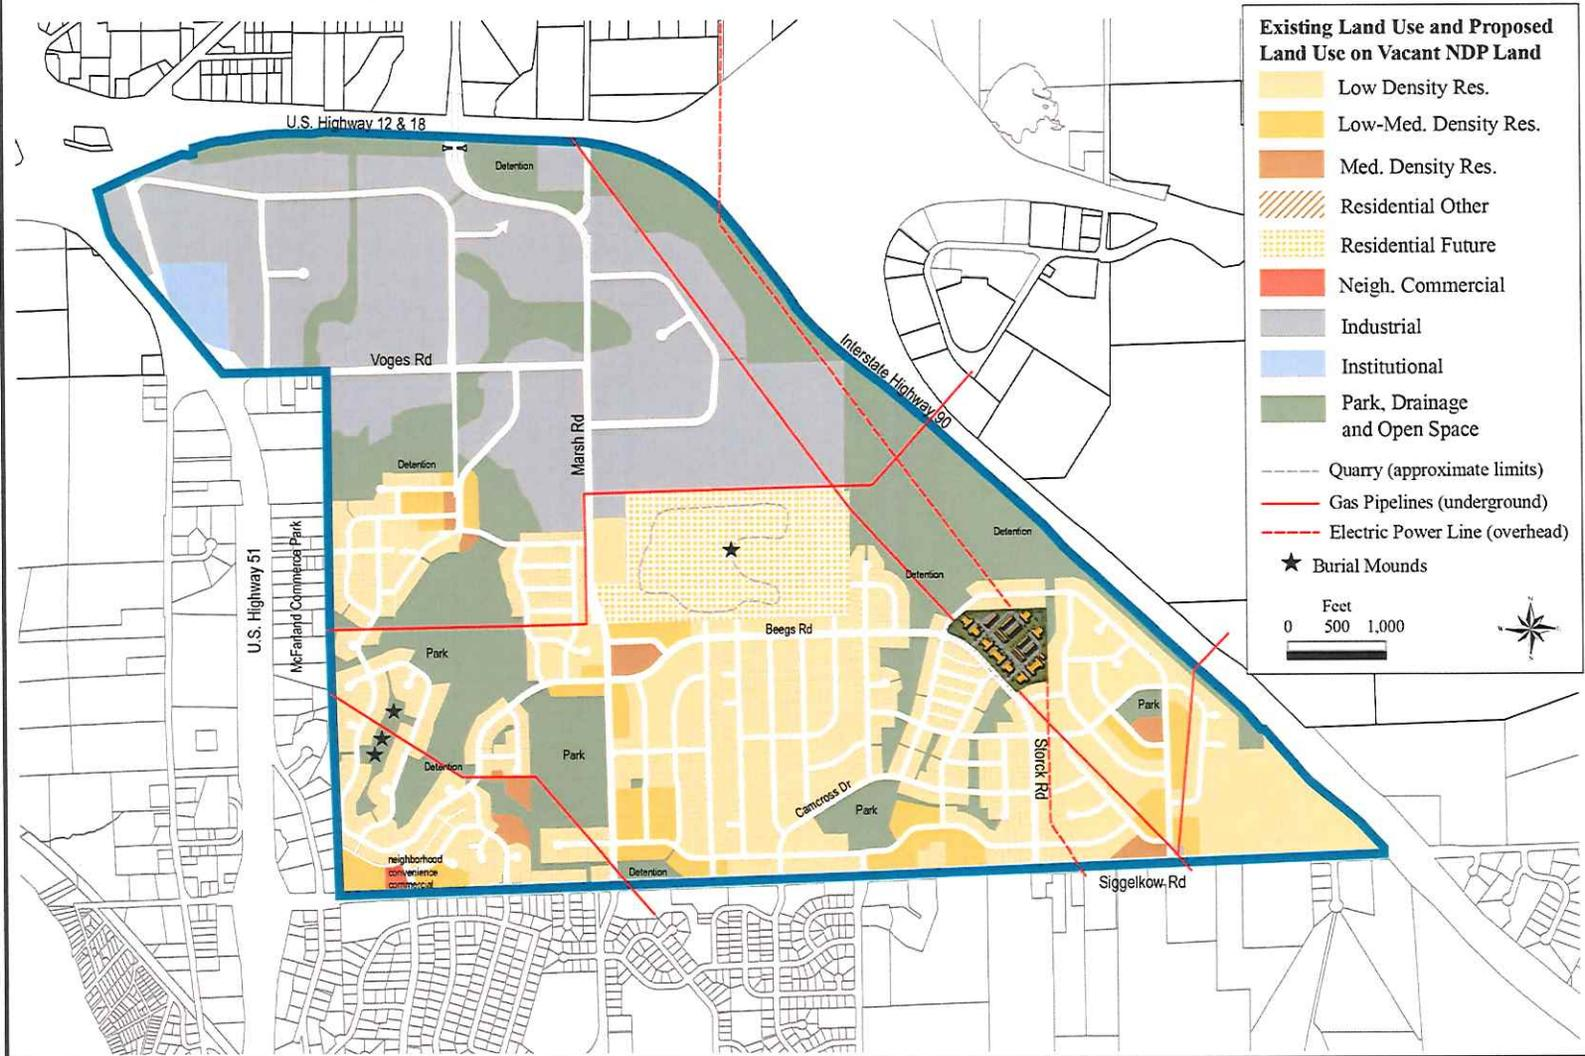 Existing Land Use and Proposed
Land Use on Vacant NDP Land
Low Density Res.
Low-Med. Density Res.
Med. Density Res.
Residential Other
Residential Future
Neigh. Commercial
Industrial
Institutional
Park, Drainage
and Open Space
Quarry (approximate limits)
Gas Pipelines (underground)
Electric Power Line (overhead)
Burial Mounds
Feet
0 500 1,000
U.S. Highway 12 & 18
Detention
Interstate Highway 90
Voges Rd
Marsh Rd
Detention
Detention
Detention
U.S. Highway 51
McFarland Commerce Park
Beegs Rd
Park
Park
Park
Detention
Storck Rd
Camcross Dr
Park
neighborhood
convenience
commercial
Detention
Siggelkow Rd